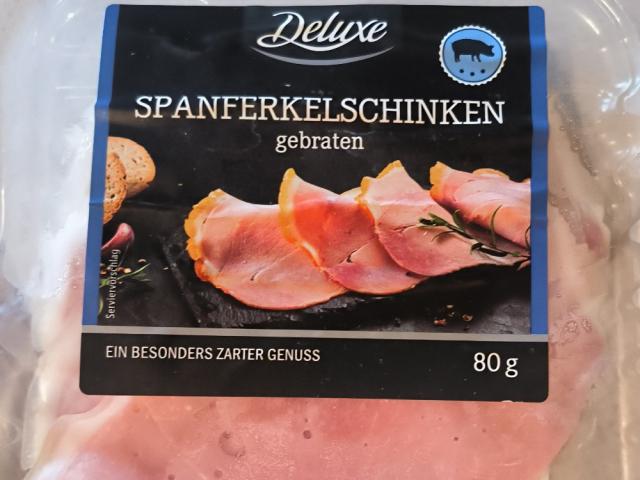 Deluxe
SPANFERKELSCHINKEN
gebraten
Serviervorschlag
EIN BESONDERS ZARTER GENUSS
80 g